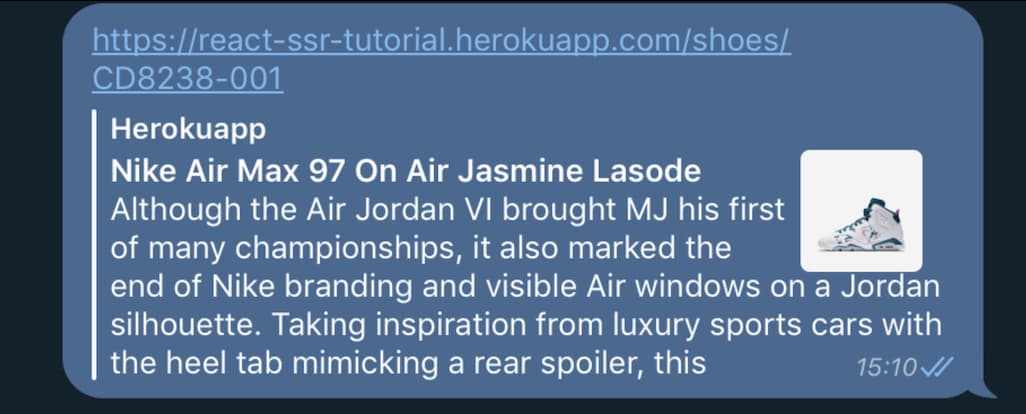 https://react-ssr-tutorial.herokuapp.com/shoes/
CD8238-001
Herokuapp
Nike Air Max 97 On Air Jasmine Lasode
Although the Air Jordan VI brought MJ his first
of many championships, it also marked the
end of Nike branding and visible Air windows on a Jordan
silhouette. Taking inspiration from luxury sports cars with
the heel tab mimicking a rear spoiler, this
15:10